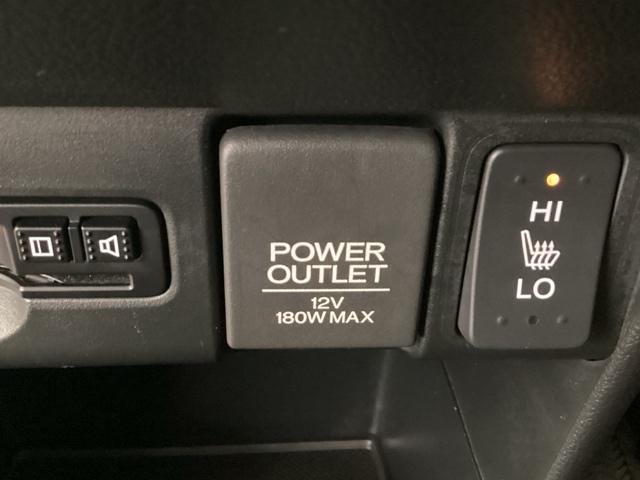 POWER
OUTLET
12V
180W MAX
HI
LO